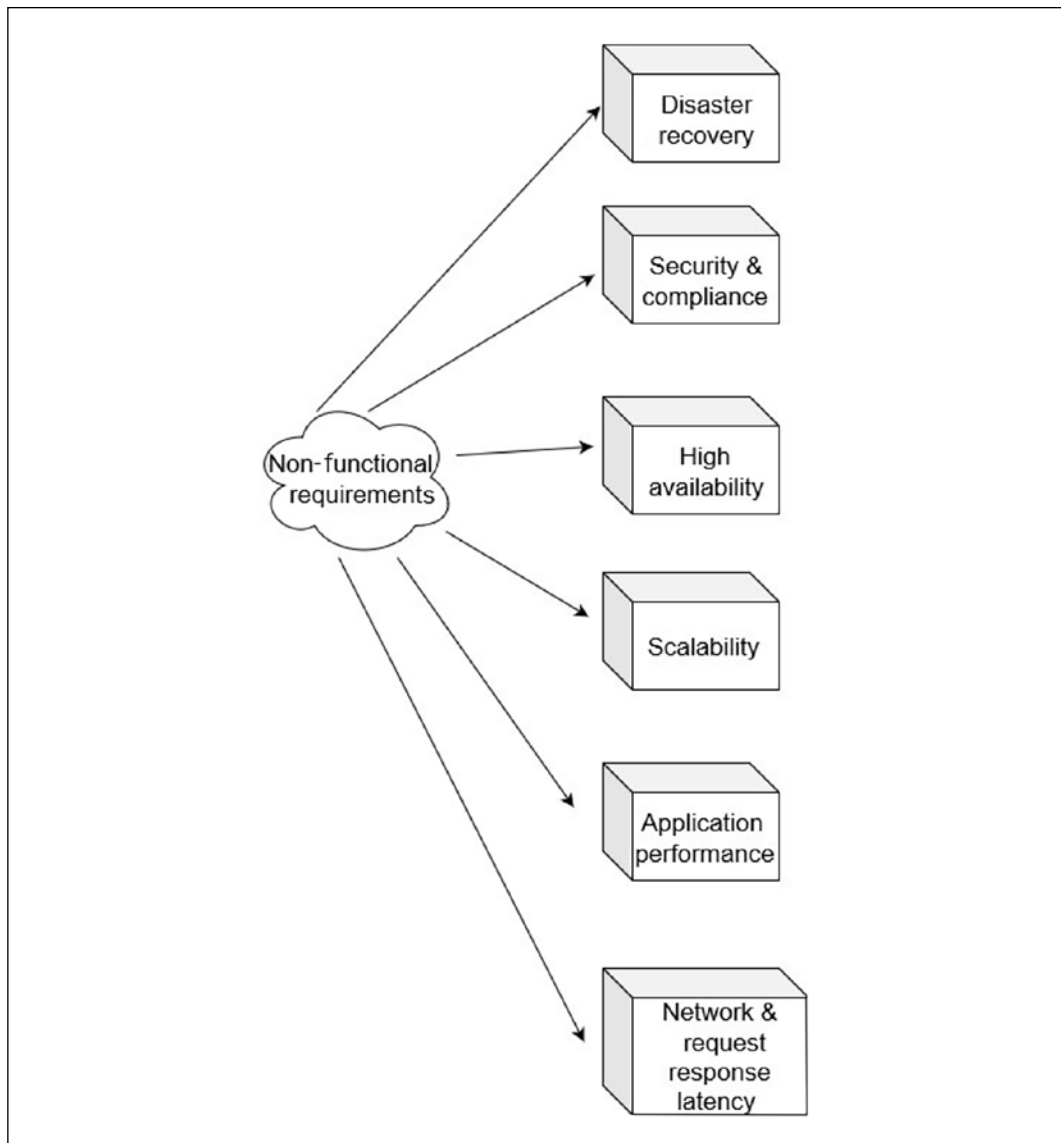 Disaster
recovery
Security &
compliance
Non-functional
requirements
High
availability
Scalability
Application
performance
Network &
request
response
latency